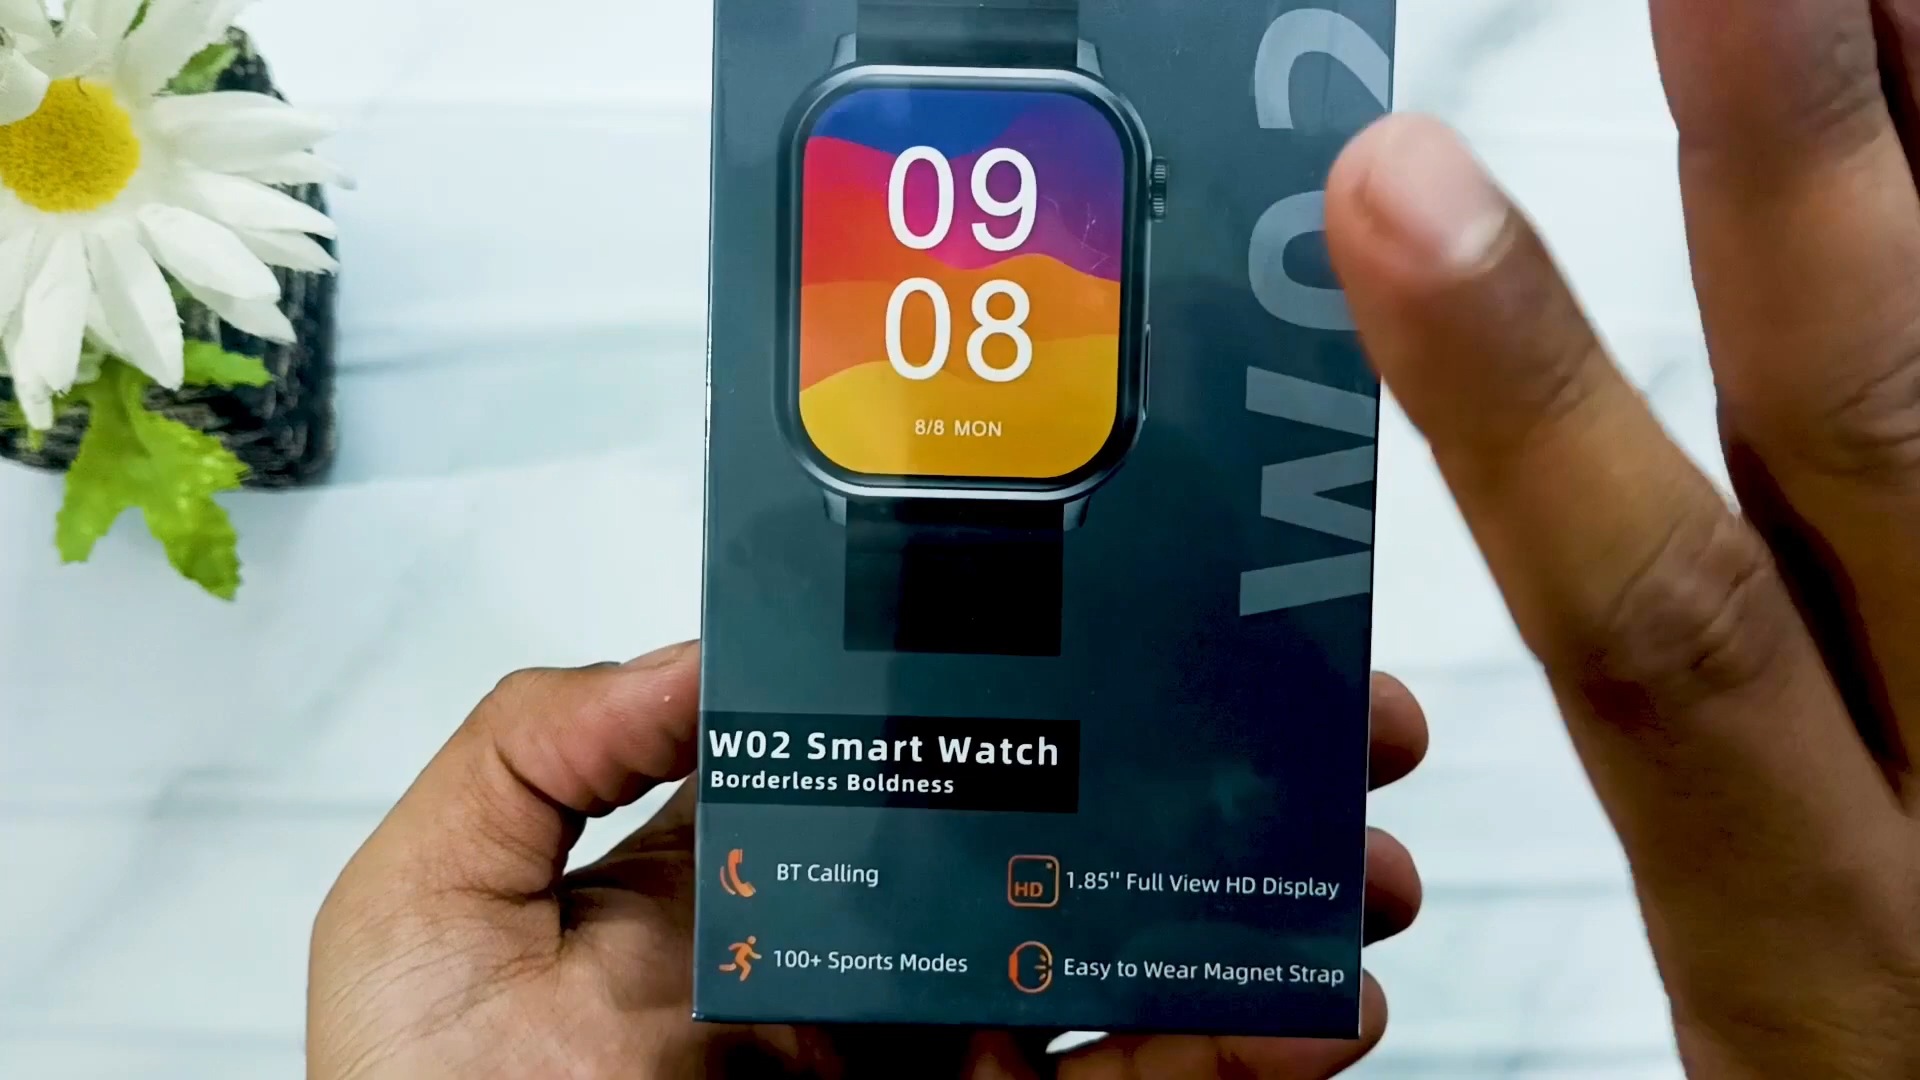 W02
09
08
8/8 MON
W02 Smart Watch
Borderless Boldness
BT Calling
HD
1.85'' Full View HD Display
100+ Sports Modes
Easy to Wear Magnet Strap